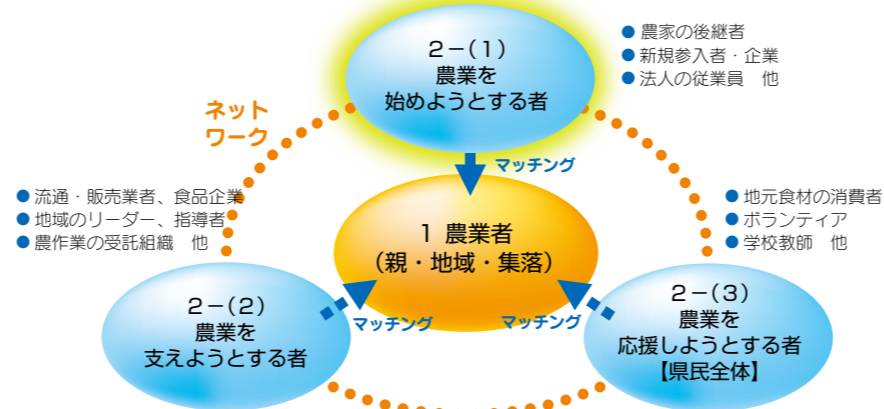 2−(1)
農業を
始めようとする者
● 農家の後継者
● 新規参入者・企業
● 法人の従業員　他
ネット
ワーク
マッチング
● 流通・販売業者、食品企業
● 地域のリーダー、指導者
● 農作業の受託組織　他
1 農業者
(親・地域・集落)
● 地元食材の消費者
● ボランティア
● 学校教師　他
2−(2)
農業を
支えようとする者
マッチング
マッチング
2−(3)
農業を
応援しようとする者
【県民全体】